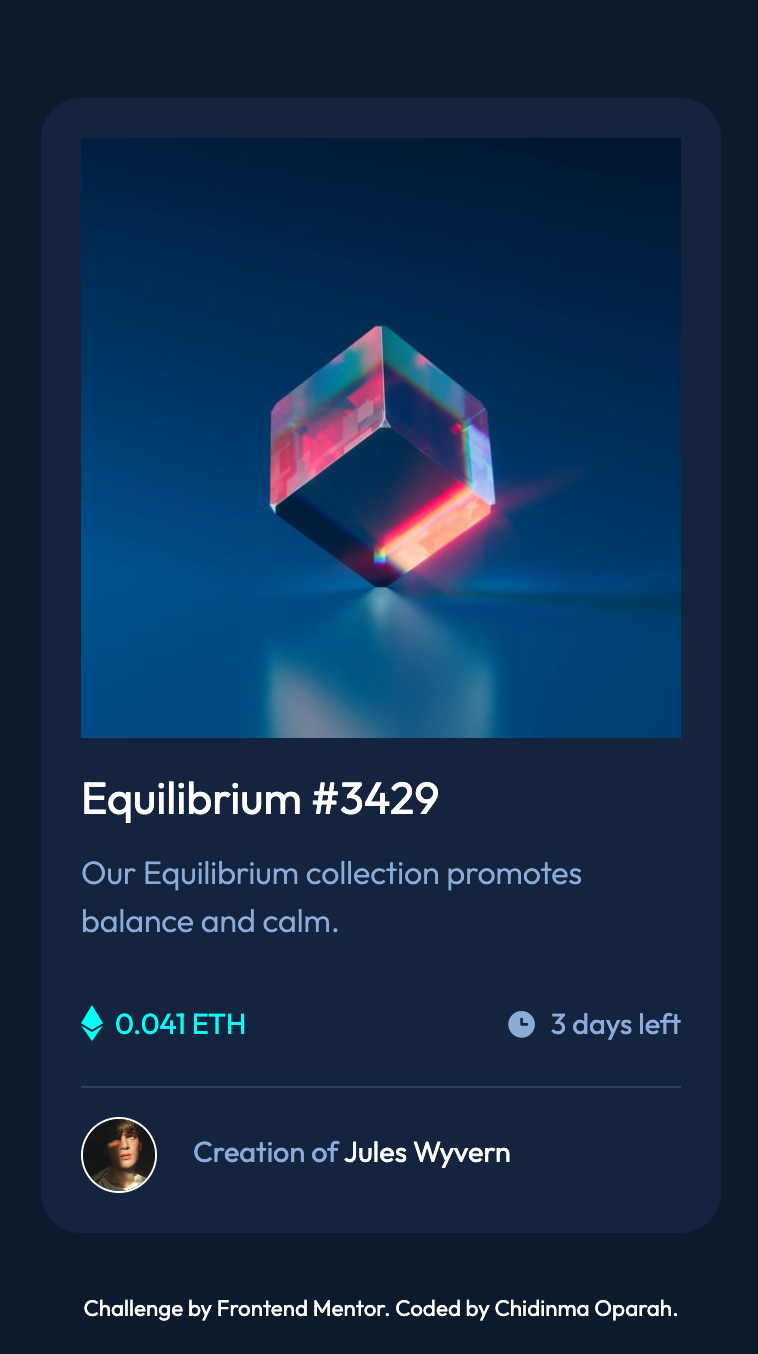 Equilibrium #3429
Our Equilibrium collection promotes
balance and calm.
0.041 ETH
3 days left
Creation of Jules Wyvern
Challenge by Frontend Mentor. Coded by Chidinma Oparah.